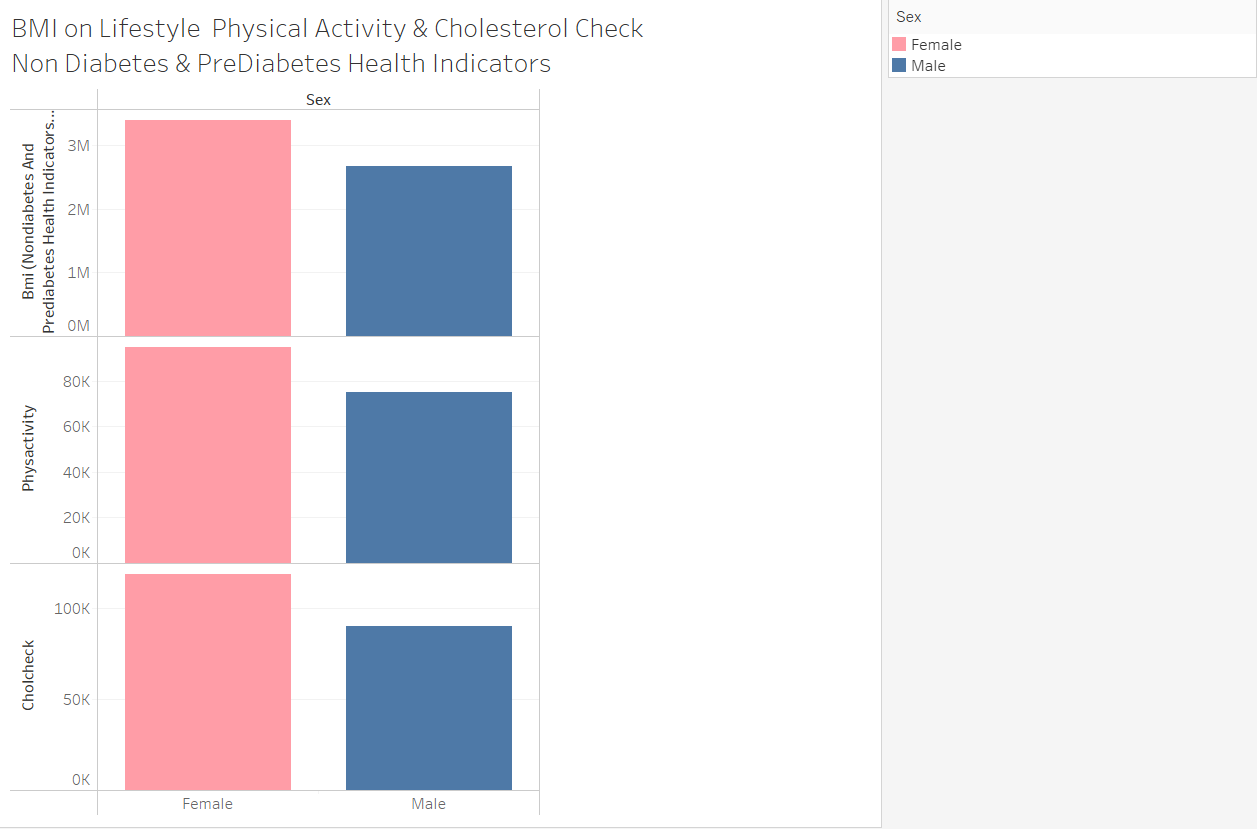 BMI on Lifestyle  Physical Activity & Cholesterol Check
Non Diabetes & PreDiabetes Health Indicators
Sex
Bmi (Nondiabetes And
Prediabetes Health Indicators...
3M
2M
1M
0M
Physactivity
80K
60K
40K
20K
0K
Cholcheck
100K
50K
0K
Female
Male
Sex
Female
Male